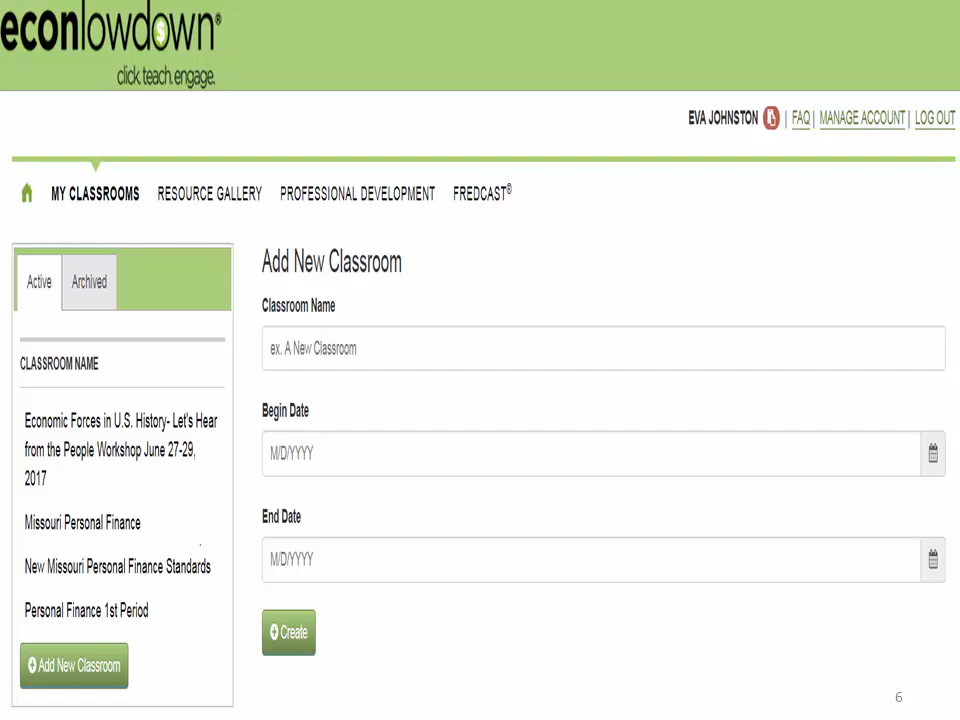 econlowdown®
click.teach.engage.
EVA JOHNSTON | FAQ | MANAGE ACCOUNT | LOG OUT
MY CLASSROOMS RESOURCE GALLERY PROFESSIONAL DEVELOPMENT FREDCAST®
Active Archived
CLASSROOM NAME
Economic Forces in U.S. History- Let's Hear
from the People Workshop June 27-29,
2017
Missouri Personal Finance
New Missouri Personal Finance Standards
Personal Finance 1st Period
Add New Classroom
Add New Classroom
Classroom Name
ex. A New Classroom
Begin Date
M/D/YYYY
End Date
M/D/YYYY
Create
6